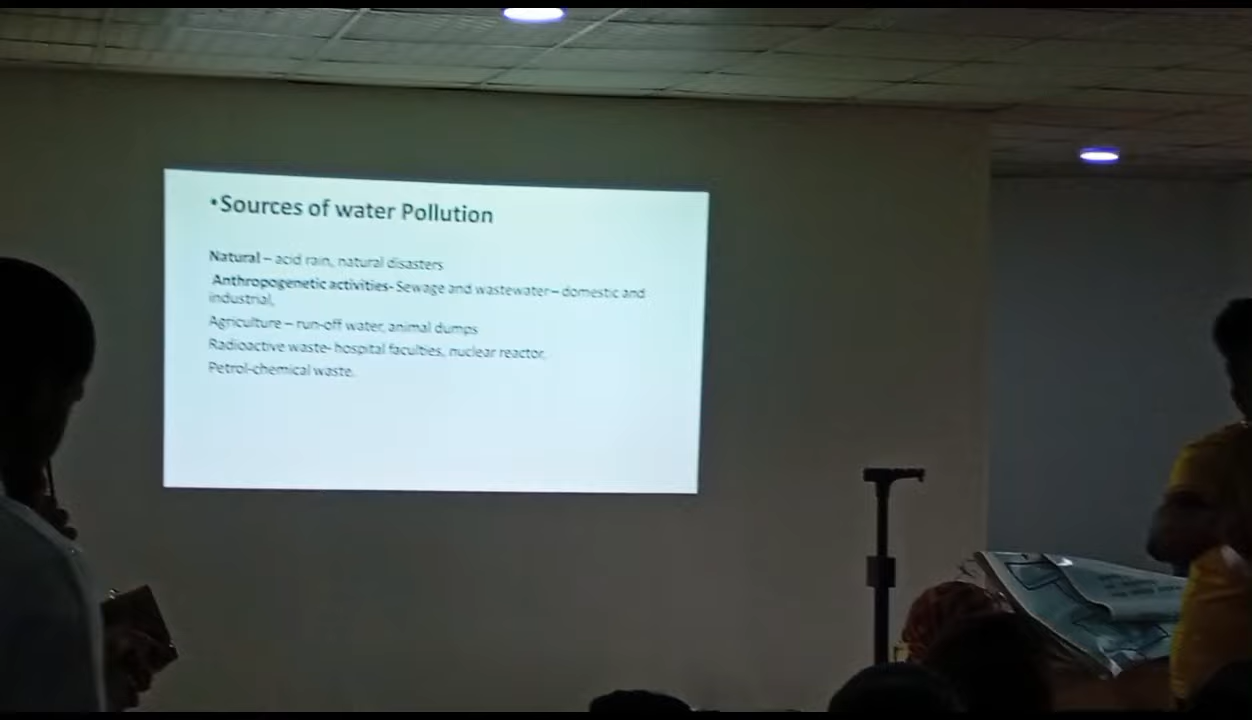 •Sources of water Pollution
Natural – acid rain, natural disasters
Anthropogenetic activities- Sewage and wastewater – domestic and
industrial,
Agriculture – run-off water, animal dumps
Radioactive waste- hospital faculties, nuclear reactor,
Petrol-chemical waste.